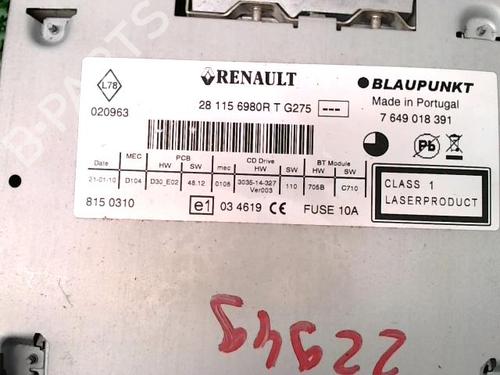 L78
020963
RENAULT
28 115 6980R T G275 ---
BLAUPUNKT
Made in Portugal
7 649 018 391
Pb
MEC PCB CD Drive BT Module
Date HW SW mec HW SW HW SW
21-01-10 D104 D30_E02 48.12 0108 3035-14-327 Ver003 110 705B C710
CLASS 1
LASERPRODUCT
815 0310
e1 03 4619 CE FUSE 10A
B-PARTS